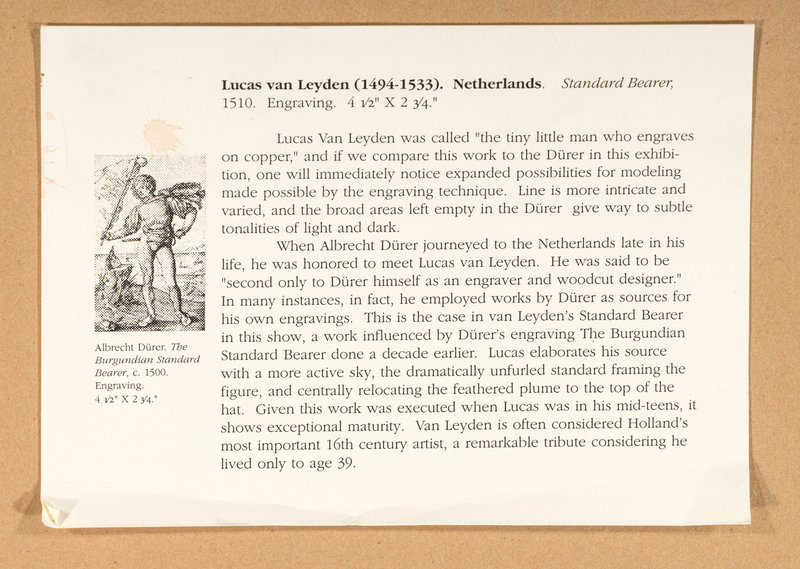 Lucas van Leyden (1494-1533). Netherlands. Standard Bearer,
1510. Engraving. 4 1/2" X 2 3/4."
Lucas Van Leyden was called "the tiny little man who engraves
on copper," and if we compare this work to the Dürer in this exhibi-
tion, one will immediately notice expanded possibilities for modeling
made possible by the engraving technique. Line is more intricate and
varied, and the broad areas left empty in the Dürer give way to subtle
tonalities of light and dark.
When Albrecht Dürer journeyed to the Netherlands late in his
life, he was honored to meet Lucas van Leyden. He was said to be
"second only to Dürer himself as an engraver and woodcut designer."
In many instances, in fact, he employed works by Dürer as sources for
his own engravings. This is the case in van Leyden's Standard Bearer
in this show, a work influenced by Dürer's engraving The Burgundian
Standard Bearer done a decade earlier. Lucas elaborates his source
with a more active sky, the dramatically unfurled standard framing the
figure, and centrally relocating the feathered plume to the top of the
hat. Given this work was executed when Lucas was in his mid-teens, it
shows exceptional maturity. Van Leyden is often considered Holland's
most important 16th century artist, a remarkable tribute considering he
lived only to age 39.
Albrecht Dürer. The
Burgundian Standard
Bearer, c. 1500.
Engraving.
4 1/2" X 2 3/4."